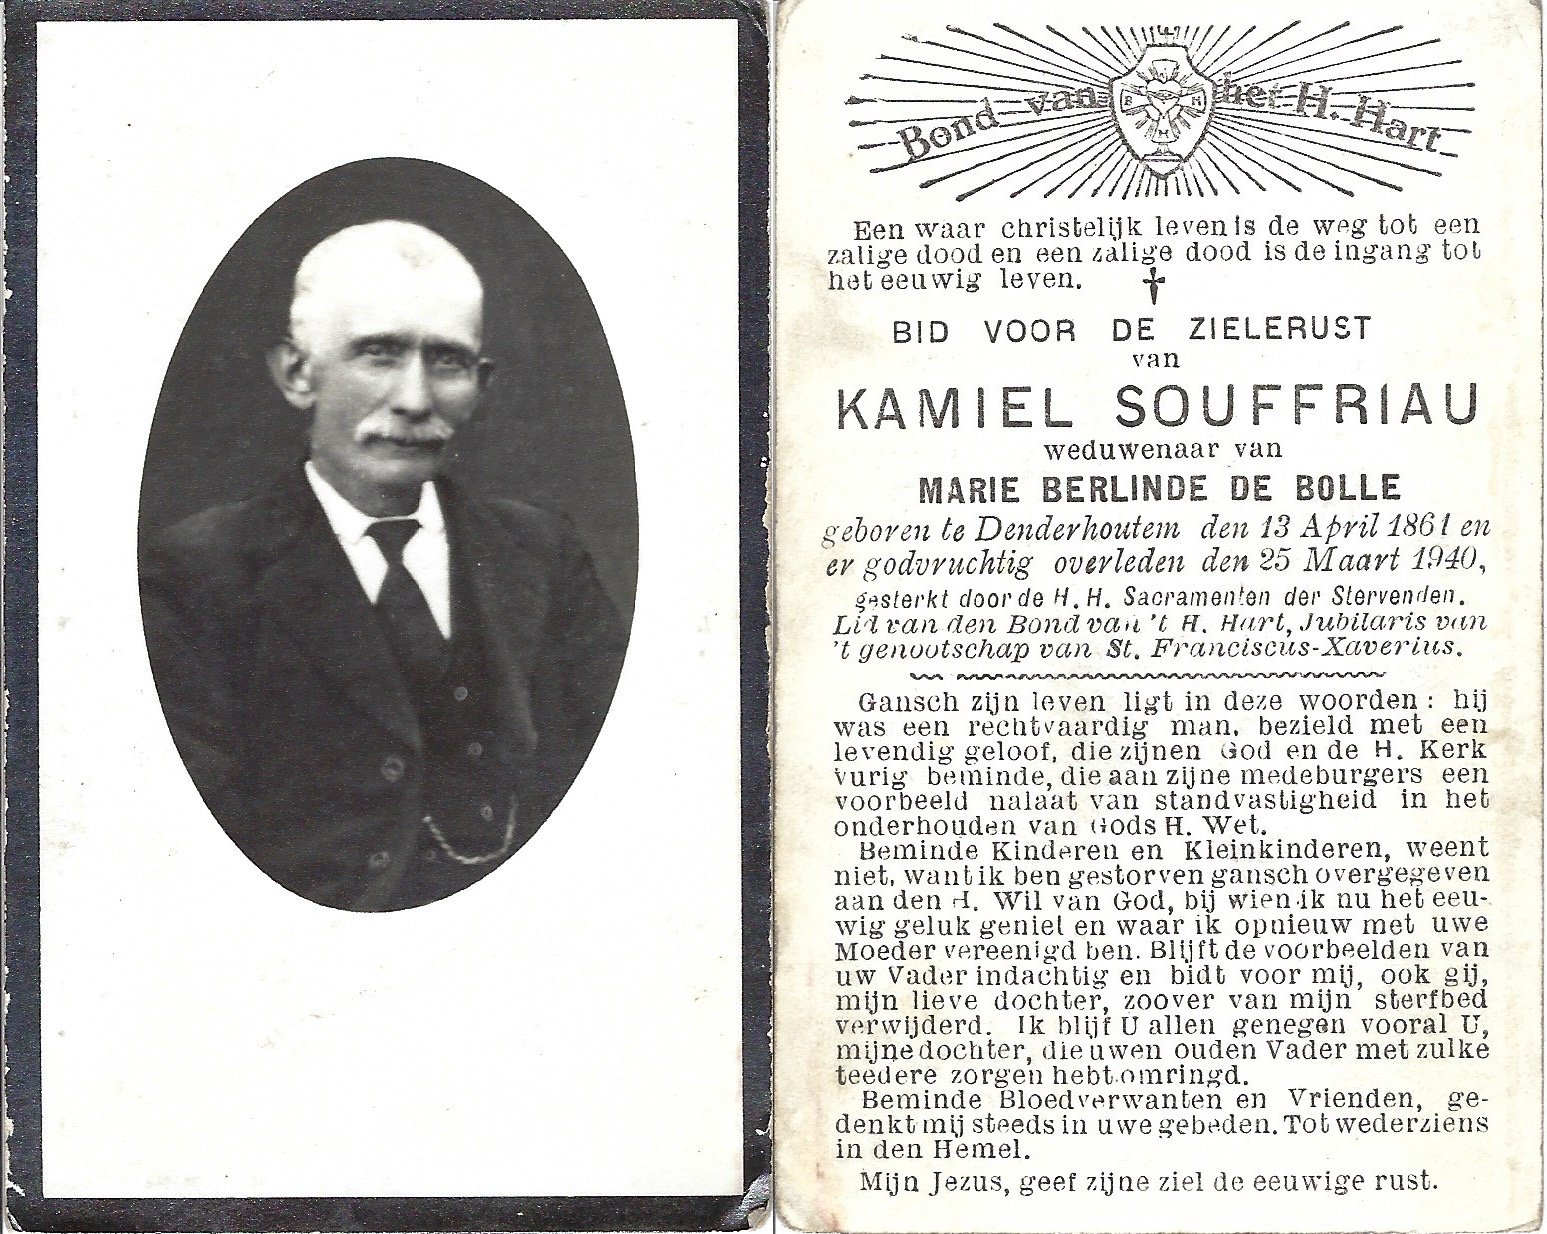 Bond van het H. Hart
B M
Een waar christelijk leven is de weg tot een
zalige dood en een zalige dood is de ingang tot
het eeuwig leven.
BID VOOR DE ZIELERUST
van
KAMIEL SOUFFRIAU
weduwenaar van
MARIE BERLINDE DE BOLLE
geboren te Denderhoutem den 13 April 1861 en
er godvruchtig overleden den 25 Maart 1940,
gesterkt door de H. H. Sacramenten der Stervenden.
Lid van den Bond van 't H. Hart, Jubilaris van
't genootschap van St. Franciscus-Xaverius.
Gansch zijn leven ligt in deze woorden : hij
was een rechtvaardig man, bezield met een
levendig geloof, die zijnen God en de H. Kerk
vurig beminde, die aan zijne medeburgers een
voorbeeld nalaat van standvastigheid in het
onderhouden van Gods H. Wet.
Beminde Kinderen en Kleinkinderen, weent
niet, want ik ben gestorven gansch overgegeven
aan den H. Wil van God, bij wien ik nu het eeu-
wig geluk geniet en waar ik opnieuw met uwe
Moeder vereenigd ben. Blijft de voorbeelden van
uw Vader indachtig en bidt voor mij, ook gij,
mijn lieve dochter, zoover van mijn sterfbed
verwijderd. Ik blijf U allen genegen vooral U,
mijne dochter, die uwen ouden Vader met zulke
teedere zorgen hebt omringd.
Beminde Bloedverwanten en Vrienden, ge-
denkt mij steeds in uwe gebeden. Tot wederziens
in den Hemel.
Mijn Jezus, geef zijne ziel de eeuwige rust.